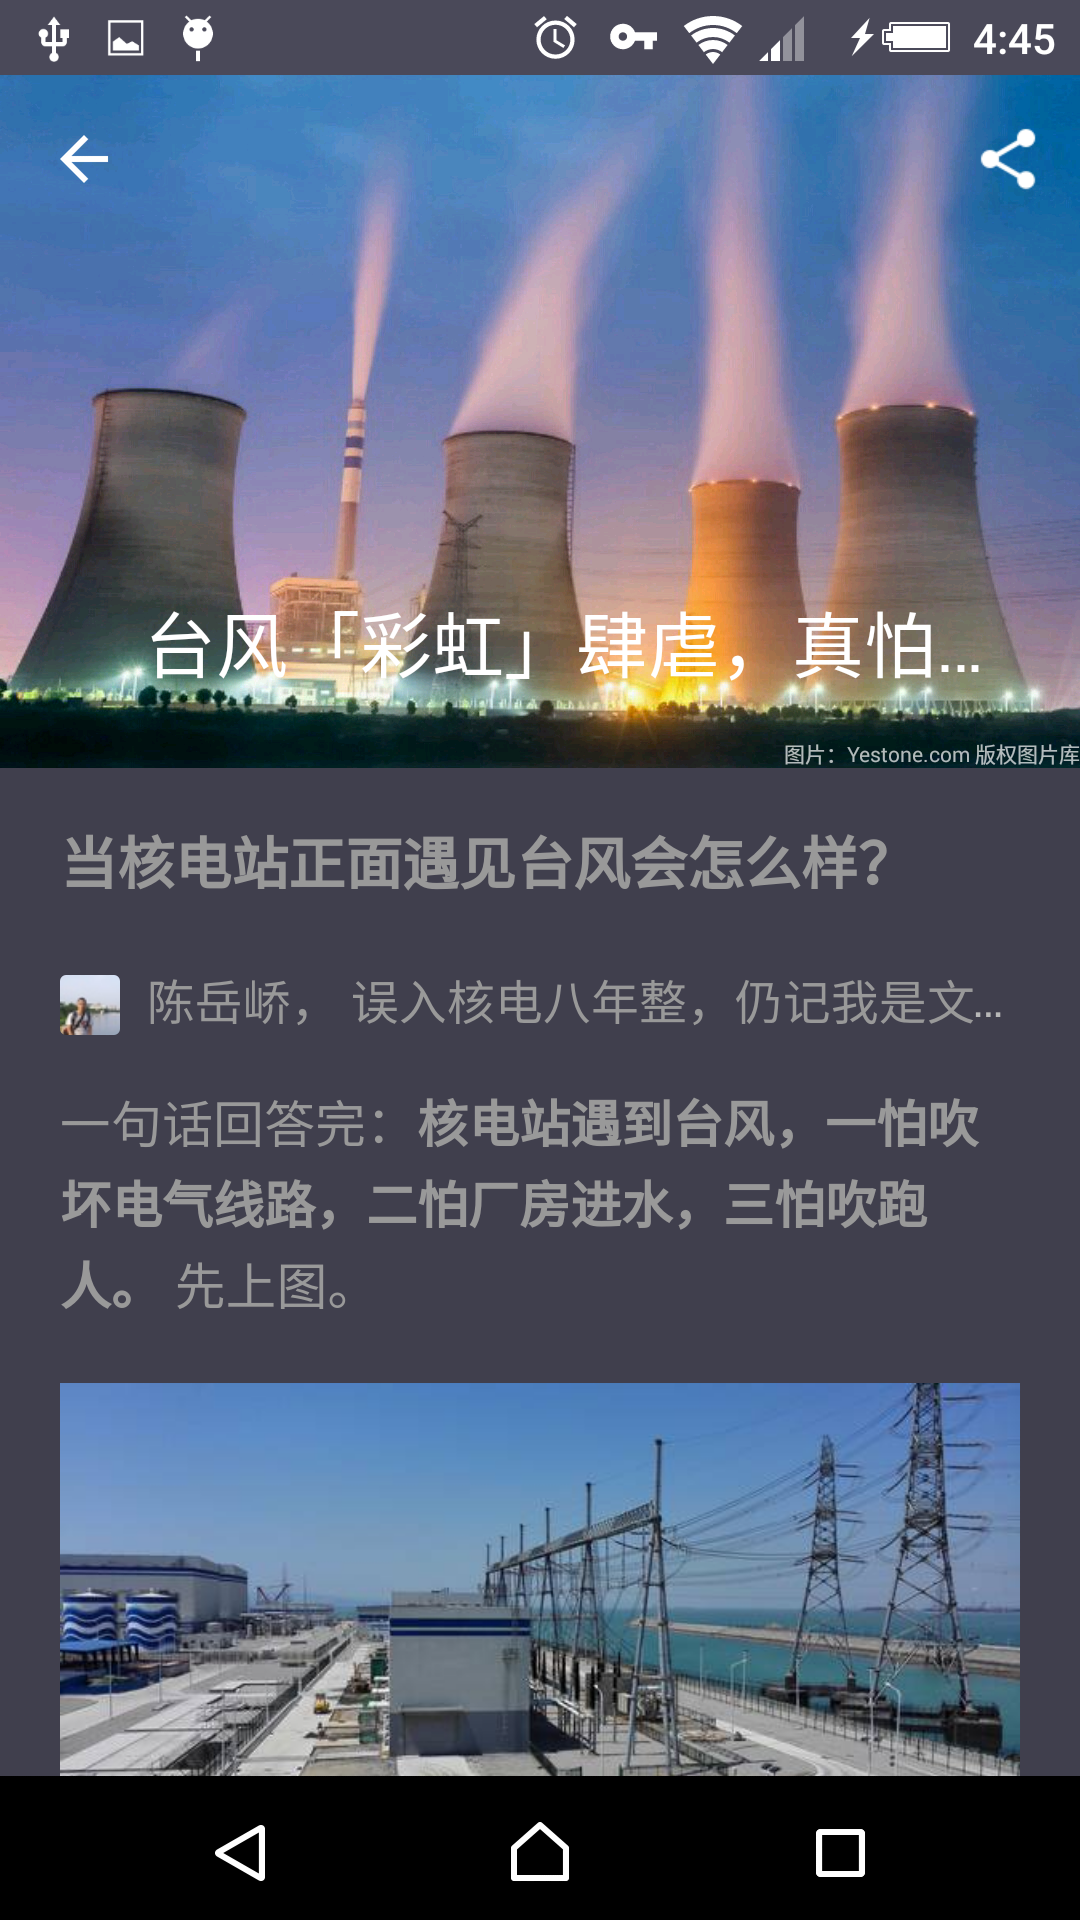 4:45
台风「彩虹」肆虐，真怕...
图片：Yestone.com 版权图片库
当核电站正面遇见台风会怎么样？
陈岳峤， 误入核电八年整，仍记我是文...
一句话回答完：核电站遇到台风，一怕吹
坏电气线路，二怕厂房进水，三怕吹跑
人。 先上图。